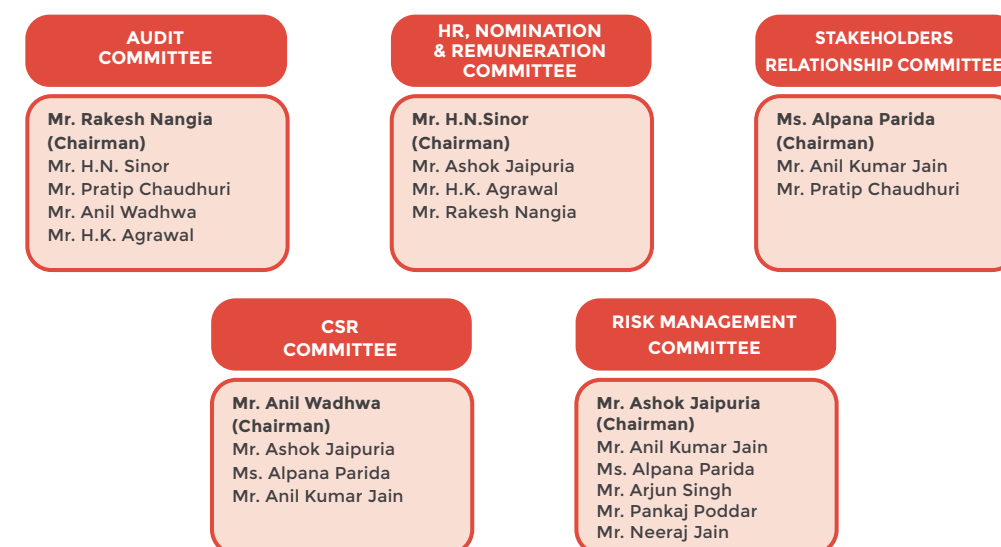 AUDIT
COMMITTEE
Mr. Rakesh Nangia
(Chairman)
Mr. H.N. Sinor
Mr. Pratip Chaudhuri
Mr. Anil Wadhwa
Mr. H.K. Agrawal
HR, NOMINATION
& REMUNERATION
COMMITTEE
Mr. H.N.Sinor
(Chairman)
Mr. Ashok Jaipuria
Mr. H.K. Agrawal
Mr. Rakesh Nangia
STAKEHOLDERS
RELATIONSHIP COMMITTEE
Ms. Alpana Parida
(Chairman)
Mr. Anil Kumar Jain
Mr. Pratip Chaudhuri
CSR
COMMITTEE
Mr. Anil Wadhwa
(Chairman)
Mr. Ashok Jaipuria
Ms. Alpana Parida
Mr. Anil Kumar Jain
RISK MANAGEMENT
COMMITTEE
Mr. Ashok Jaipuria
(Chairman)
Mr. Anil Kumar Jain
Ms. Alpana Parida
Mr. Arjun Singh
Mr. Pankaj Poddar
Mr. Neeraj Jain